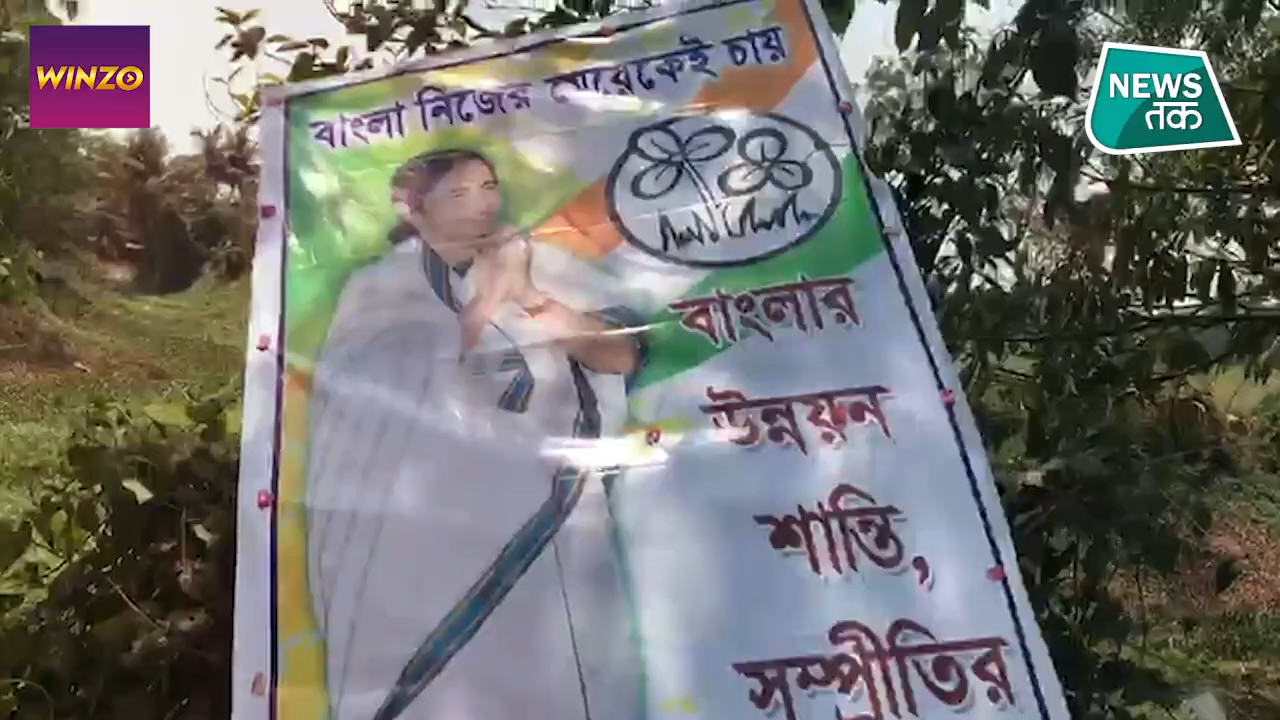 WINZO
NEWS
तक
বাংলা নিজের মেয়েকেই চায়
বাংলার
উন্নয়ন
শান্তি,
সম্প্রীতির